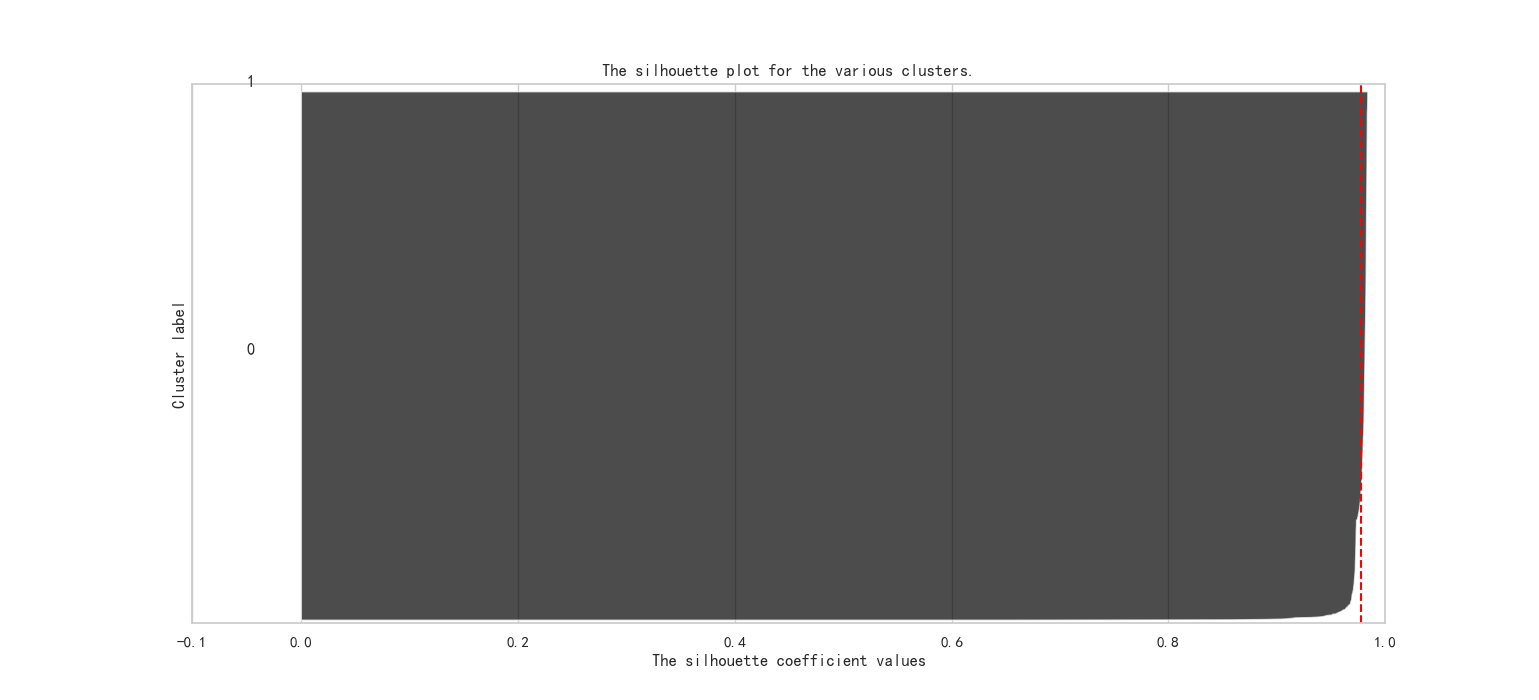 The silhouette plot for the various clusters.
1
0
Cluster label
-0.1 0.0 0.2 0.4 0.6 0.8 1.0
The silhouette coefficient values